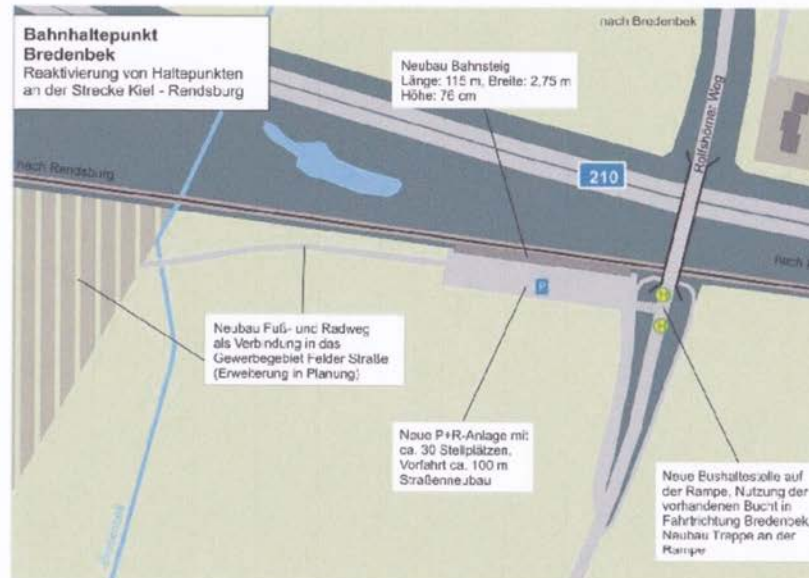 Bahnhaltepunkt
Bredenbek
Reaktivierung von Haltepunkten
an der Strecke Kiel - Rendsburg
nach Bredenbek
Neubau Bahnsteig
Länge: 115 m, Breite: 2,75 m
Höhe: 76 cm
Rolfshörner Weg
nach Rendsburg
210
nach
P
H
H
Neubau Fuß- und Radweg
als Verbindung in das
Gewerbegebiet Felder Straße
(Erweiterung in Planung)
Neue P+R-Anlage mit
ca. 30 Stellplätzen,
Vorfahrt ca. 100 m
Straßenneubau
Neue Bushaltestelle auf
der Rampe, Nutzung der
vorhandenen Bucht in
Fahrtrichtung Bredenbek
Neubau Treppe an der
Rampe